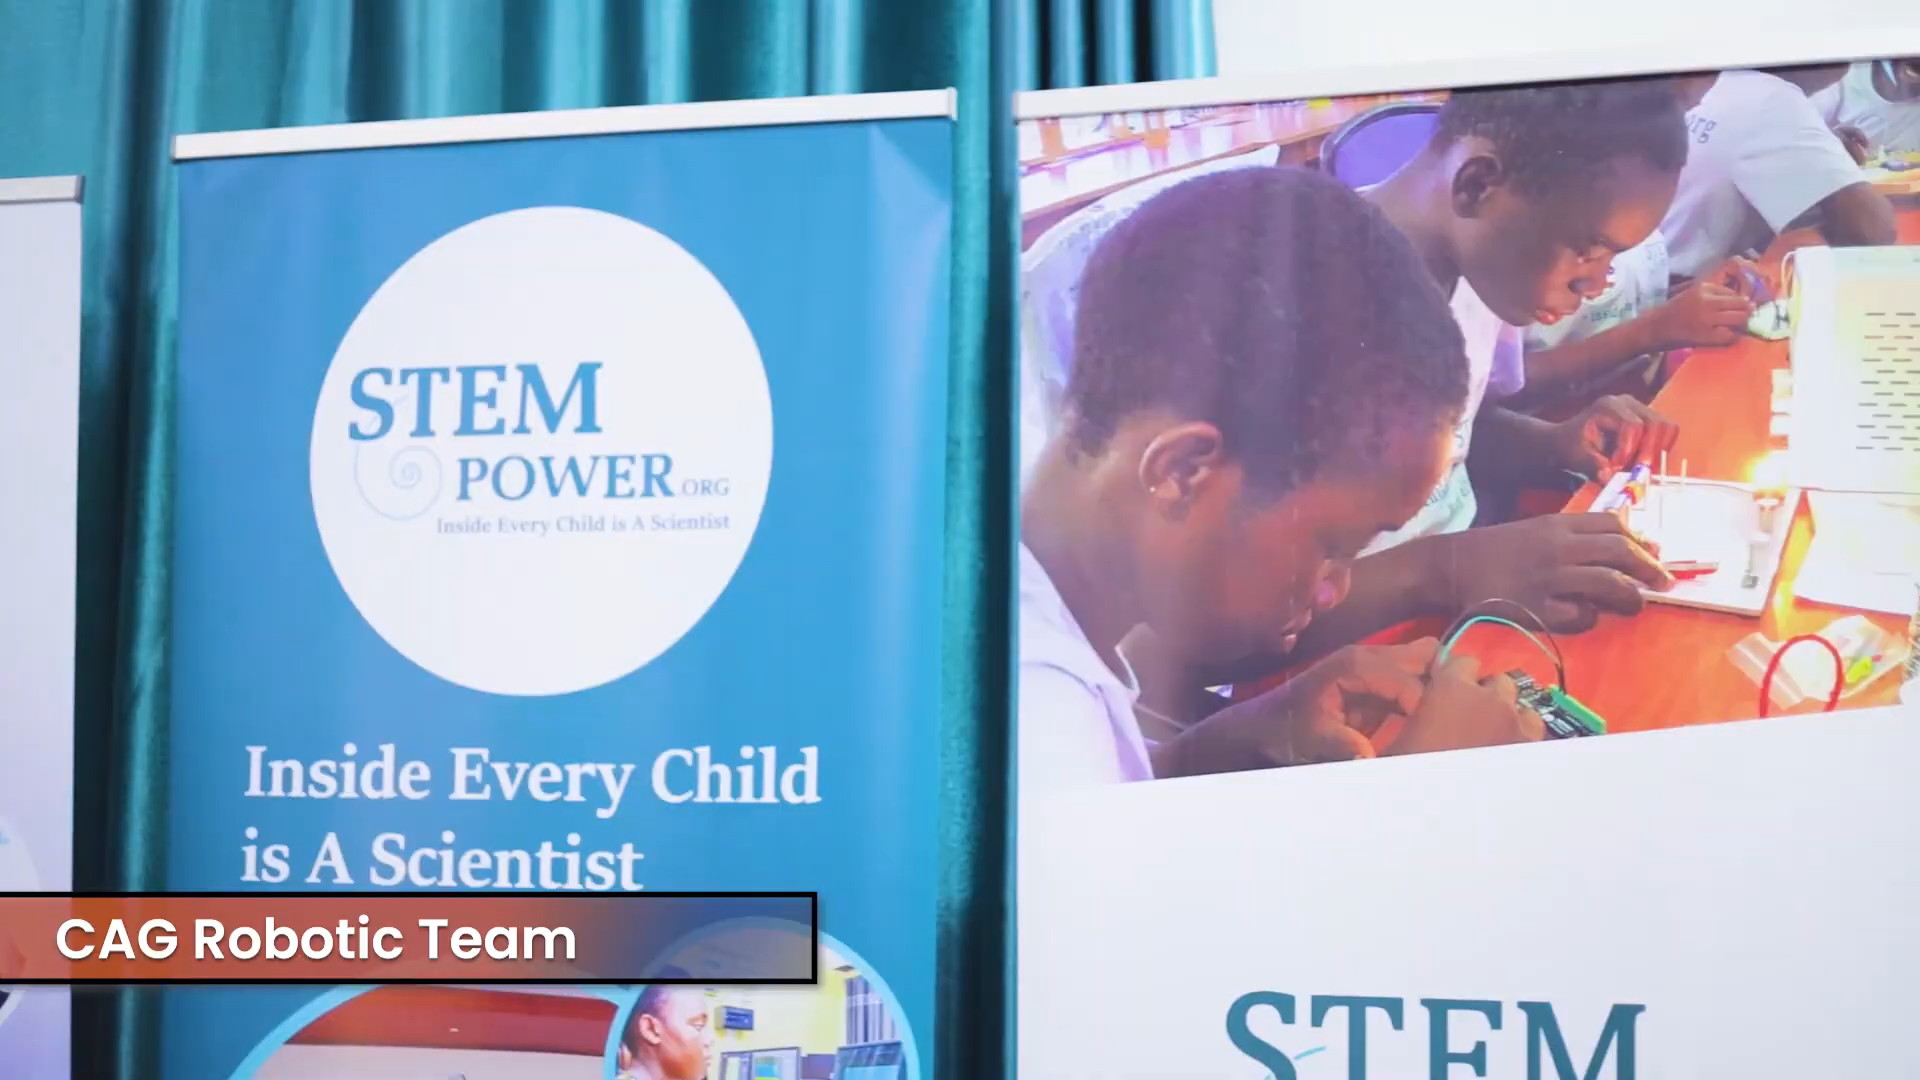 STEM
POWER.ORG
Inside Every Child is A Scientist
Inside Every Child
is A Scientist
CAG Robotic Team
STEM